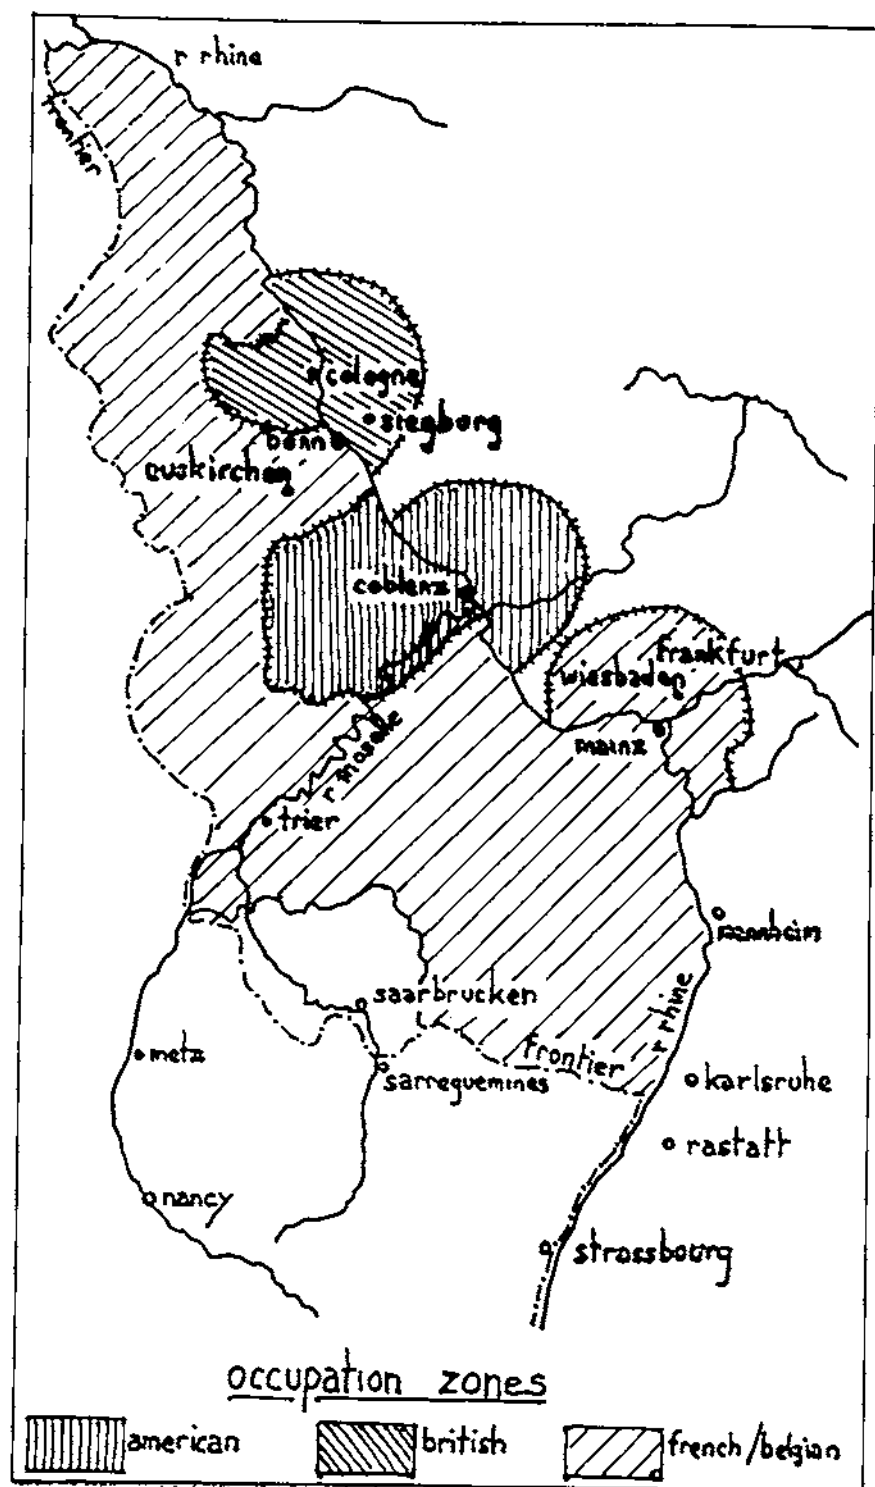 r rhine
frontier
cologne
siegburg
bonn
euskirchen
coblenz
frankfurt
wiesbaden
mainz
r moselle
trier
mannheim
r rhine
saarbrucken
frontier
metz
sarreguemines
karlsruhe
rastatt
nancy
strassbourg
occupation zones
american
british
french/belgian